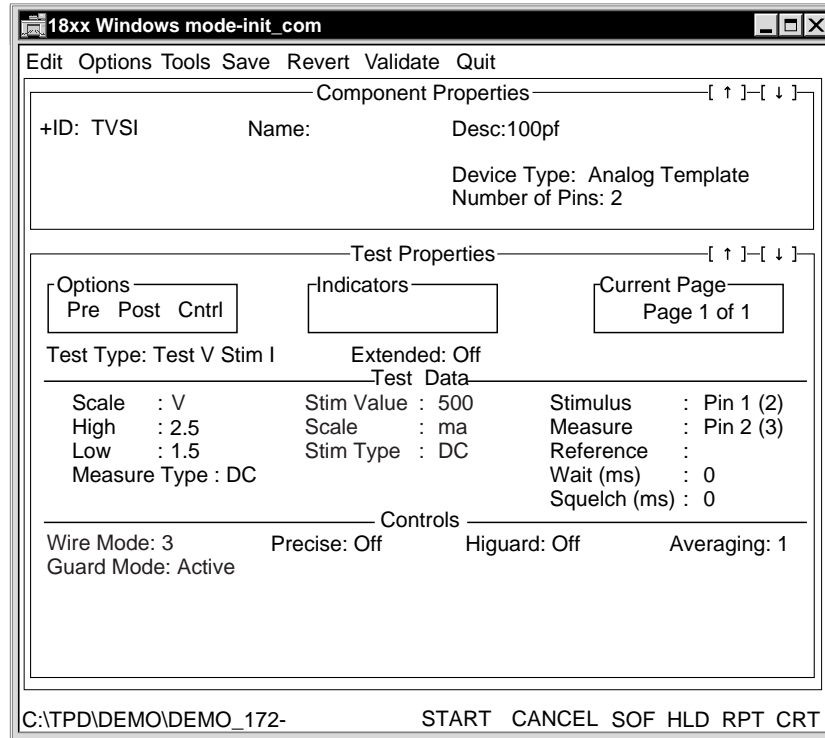 18xx Windows mode-init_com
Edit Options Tools Save Revert Validate Quit
Component Properties [ ↑ ]–[ ↓ ]
+ID: TVSI Name: Desc:100pf
Device Type: Analog Template
Number of Pins: 2
Test Properties [ ↑ ]–[ ↓ ]
Options Indicators Current Page
Pre Post Cntrl Page 1 of 1
Test Type: Test V Stim I Extended: Off
Test Data
Scale : V Stim Value : 500 Stimulus : Pin 1 (2)
High : 2.5 Scale : ma Measure : Pin 2 (3)
Low : 1.5 Stim Type : DC Reference :
Measure Type : DC Wait (ms) : 0
Squelch (ms) : 0
Controls
Wire Mode: 3 Precise: Off Higuard: Off Averaging: 1
Guard Mode: Active
C:\TPD\DEMO\DEMO_172- START CANCEL SOF HLD RPT CRT